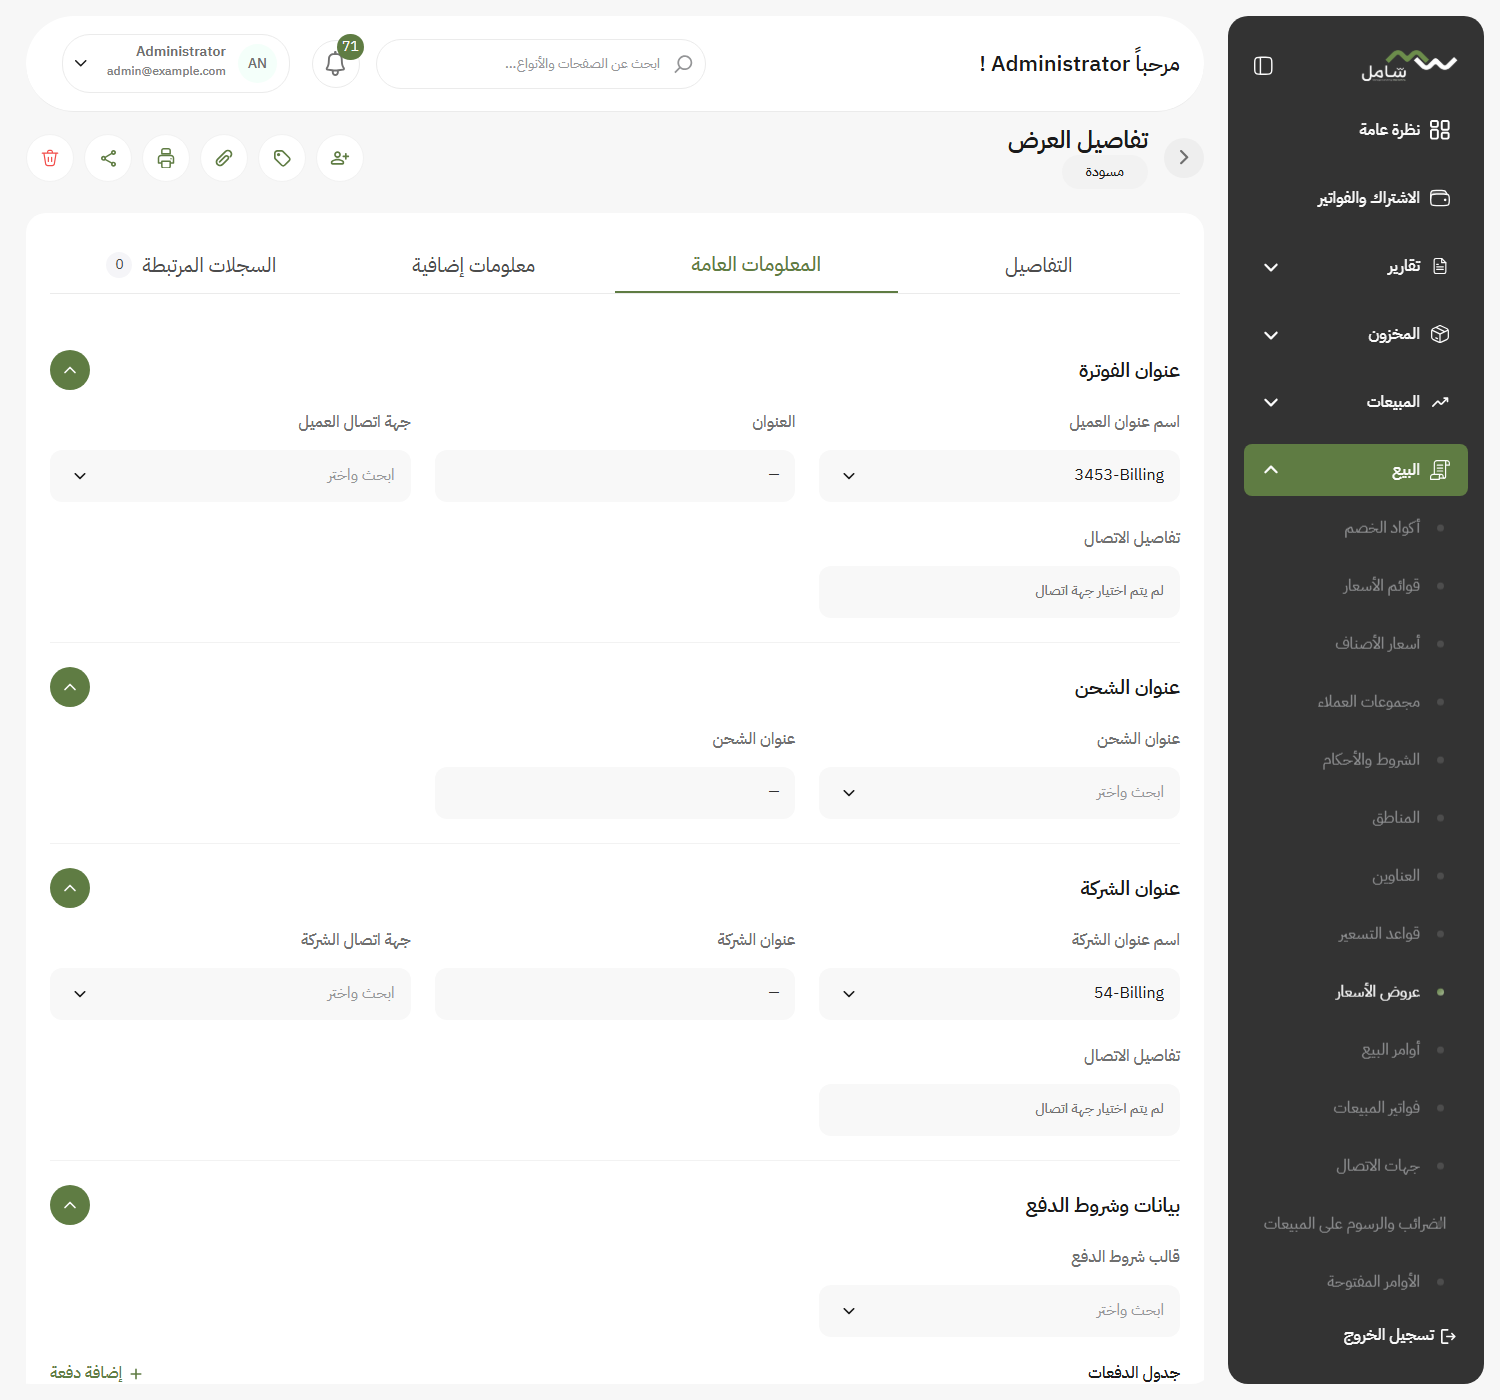 شامل
نظرة عامة
الاشتراك والفواتير
تقارير
المخزون
المبيعات
البيع
أكواد الخصم
قوائم الأسعار
أسعار الأصناف
مجموعات العملاء
الشروط والأحكام
المناطق
العناوين
قواعد التسعير
عروض الأسعار
أوامر البيع
فواتير المبيعات
جهات الاتصال
الضرائب والرسوم على المبيعات
الأوامر المفتوحة
تسجيل الخروج
مرحباً Administrator !
ابحث عن الصفحات والأنواع...
71
AN
Administrator
admin@example.com
تفاصيل العرض
مسودة
التفاصيل
المعلومات العامة
معلومات إضافية
السجلات المرتبطة 0
عنوان الفوترة
اسم عنوان العميل
العنوان
جهة اتصال العميل
3453-Billing
—
ابحث واختر
تفاصيل الاتصال
لم يتم اختيار جهة اتصال
عنوان الشحن
عنوان الشحن
عنوان الشحن
ابحث واختر
—
عنوان الشركة
اسم عنوان الشركة
عنوان الشركة
جهة اتصال الشركة
54-Billing
—
ابحث واختر
تفاصيل الاتصال
لم يتم اختيار جهة اتصال
بيانات وشروط الدفع
قالب شروط الدفع
ابحث واختر
جدول الدفعات
+ إضافة دفعة